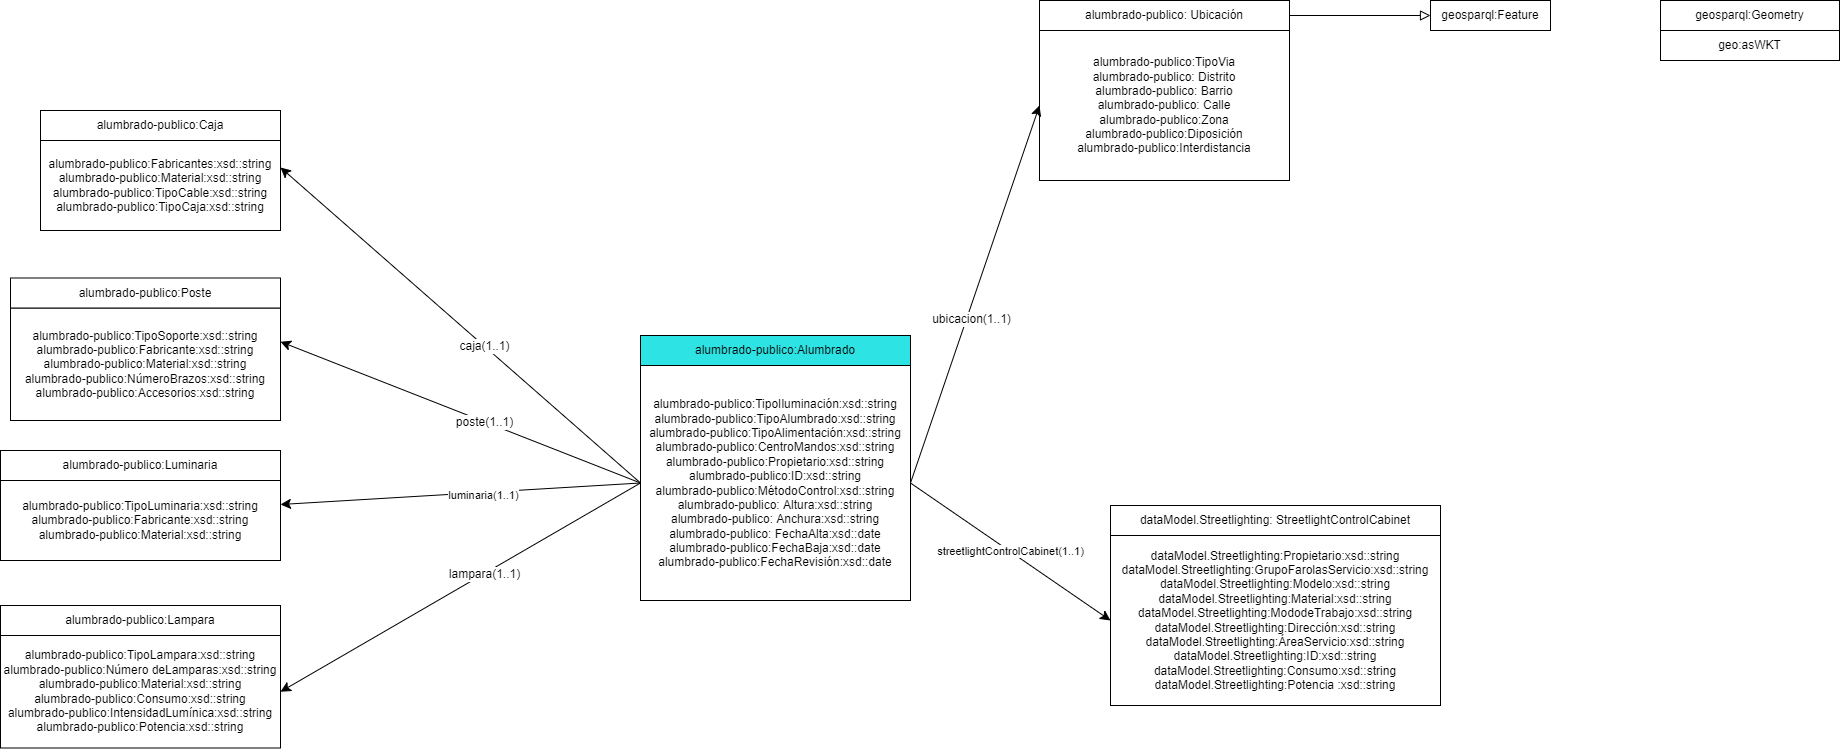 alumbrado-publico: Ubicación
alumbrado-publico:TipoVia
alumbrado-publico: Distrito
alumbrado-publico: Barrio
alumbrado-publico: Calle
alumbrado-publico:Zona
alumbrado-publico:Diposición
alumbrado-publico:Interdistancia
geosparql:Feature
geosparql:Geometry
geo:asWKT
alumbrado-publico:Caja
alumbrado-publico:Fabricantes:xsd::string
alumbrado-publico:Material:xsd::string
alumbrado-publico:TipoCable:xsd::string
alumbrado-publico:TipoCaja:xsd::string
alumbrado-publico:Poste
alumbrado-publico:TipoSoporte:xsd::string
alumbrado-publico:Fabricante:xsd::string
alumbrado-publico:Material:xsd::string
alumbrado-publico:NúmeroBrazos:xsd::string
alumbrado-publico:Accesorios:xsd::string
alumbrado-publico:Luminaria
alumbrado-publico:TipoLuminaria:xsd::string
alumbrado-publico:Fabricante:xsd::string
alumbrado-publico:Material:xsd::string
alumbrado-publico:Lampara
alumbrado-publico:TipoLampara:xsd::string
alumbrado-publico:Número deLamparas:xsd::string
alumbrado-publico:Material:xsd::string
alumbrado-publico:Consumo:xsd::string
alumbrado-publico:IntensidadLumínica:xsd::string
alumbrado-publico:Potencia:xsd::string
caja(1..1)
poste(1..1)
luminaria(1..1)
lampara(1..1)
alumbrado-publico:Alumbrado
alumbrado-publico:TipoIluminación:xsd::string
alumbrado-publico:TipoAlumbrado:xsd::string
alumbrado-publico:TipoAlimentación:xsd::string
alumbrado-publico:CentroMandos:xsd::string
alumbrado-publico:Propietario:xsd::string
alumbrado-publico:ID:xsd::string
alumbrado-publico:MétodoControl:xsd::string
alumbrado-publico: Altura:xsd::string
alumbrado-publico: Anchura:xsd::string
alumbrado-publico: FechaAlta:xsd::date
alumbrado-publico:FechaBaja:xsd::date
alumbrado-publico:FechaRevisión:xsd::date
ubicacion(1..1)
streetlightControlCabinet(1..1)
dataModel.Streetlighting: StreetlightControlCabinet
dataModel.Streetlighting:Propietario:xsd::string
dataModel.Streetlighting:GrupoFarolasServicio:xsd::string
dataModel.Streetlighting:Modelo:xsd::string
dataModel.Streetlighting:Material:xsd::string
dataModel.Streetlighting:MododeTrabajo:xsd::string
dataModel.Streetlighting:Dirección:xsd::string
dataModel.Streetlighting:ÁreaServicio:xsd::string
dataModel.Streetlighting:ID:xsd::string
dataModel.Streetlighting:Consumo:xsd::string
dataModel.Streetlighting:Potencia :xsd::string